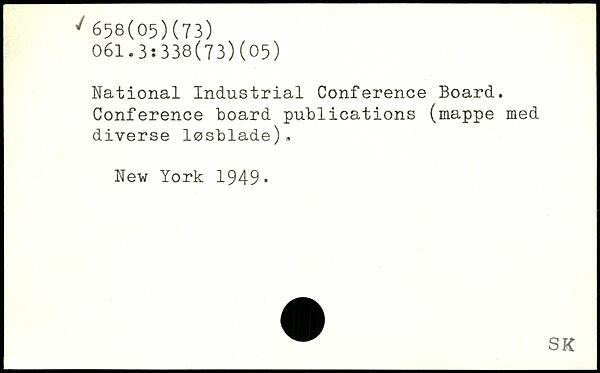 ✓ 658(05)(73)
061.3:338(73)(05)
National Industrial Conference Board.
Conference board publications (mappe med
diverse løsblade).
New York 1949.
SK